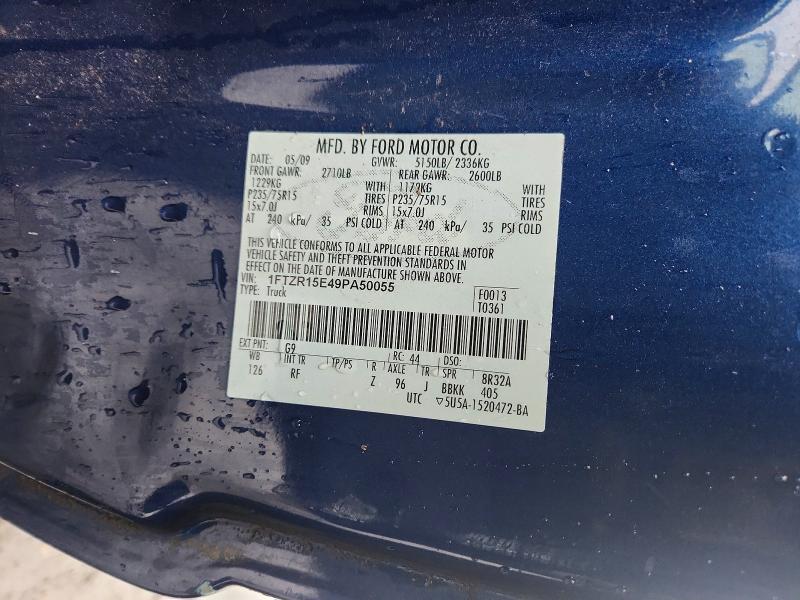 MFD. BY FORD MOTOR CO.
DATE: 05/09 GVWR: 5150LB/ 2336KG
FRONT GAWR: 2710LB REAR GAWR: 2600LB
1229KG WITH 1179KG WITH
P235/75R15 TIRES P235/75R15 TIRES
15x7.0J RIMS 15x7.0J RIMS
AT 240 kPa/ 35 PSI COLD AT 240 kPa/ 35 PSI COLD
THIS VEHICLE CONFORMS TO ALL APPLICABLE FEDERAL MOTOR
VEHICLE SAFETY AND THEFT PREVENTION STANDARDS IN
EFFECT ON THE DATE OF MANUFACTURE SHOWN ABOVE.
VIN: 1FTZR15E49PA50055 F0013
TYPE: Truck T0361
EXT PNT: G9 RC: 44 DSO:
WB INT TR TP/PS R AXLE TR SPR 8R32A
126 RF Z 96 J BBKK 405
UTC ▽5U5A-1520472-BA